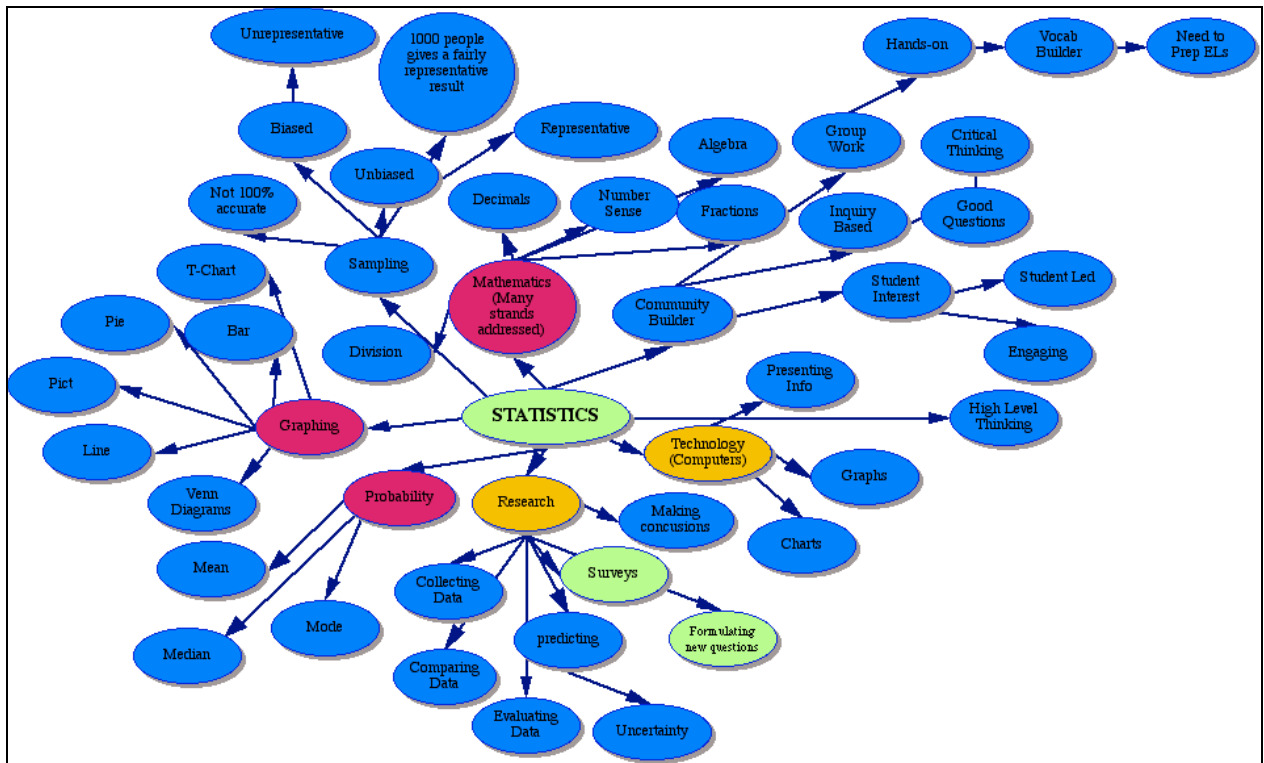 Unrepresentative
1000 people
gives a fairly
representative
result
Hands-on
Vocab
Builder
Need to
Prep ELs
Biased
Representative
Algebra
Group
Work
Critical
Thinking
Unbiased
Not 100%
accurate
Decimals
Number
Sense
Fractions
Inquiry
Based
Good
Questions
Sampling
T-Chart
Mathematics
(Many
strands
addressed)
Community
Builder
Student
Interest
Student Led
Pie
Bar
Division
Engaging
Pict
Presenting
Info
STATISTICS
High Level
Thinking
Graphing
Line
Technology
(Computers)
Graphs
Venn
Diagrams
Probability
Research
Making
concusions
Charts
Mean
Collecting
Data
Surveys
Mode
predicting
Formulating
new questions
Median
Comparing
Data
Evaluating
Data
Uncertainty